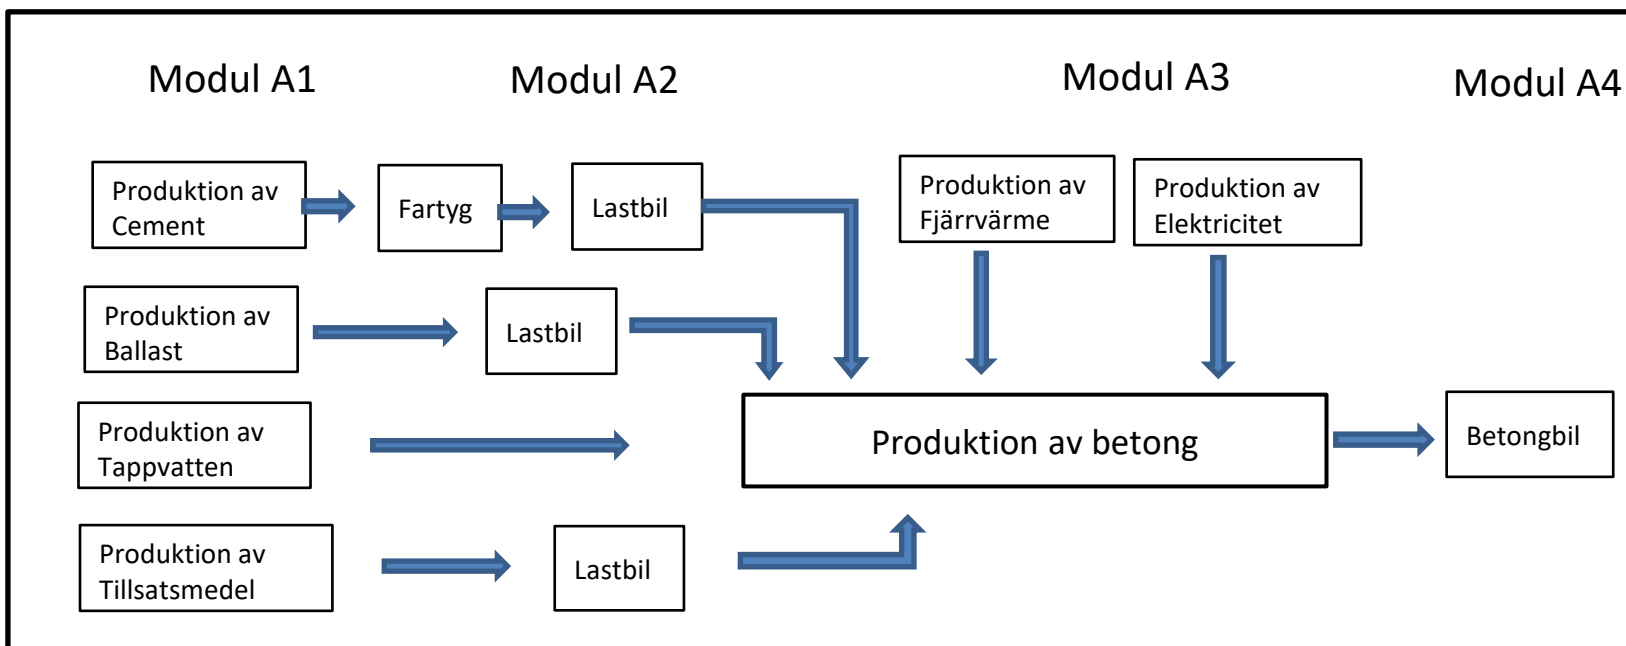 Modul A1
Modul A2
Modul A3
Modul A4
Produktion av
Cement
Fartyg
Lastbil
Produktion av
Fjärrvärme
Produktion av
Elektricitet
Produktion av
Ballast
Lastbil
Produktion av
Tappvatten
Produktion av betong
Betongbil
Produktion av
Tillsatsmedel
Lastbil